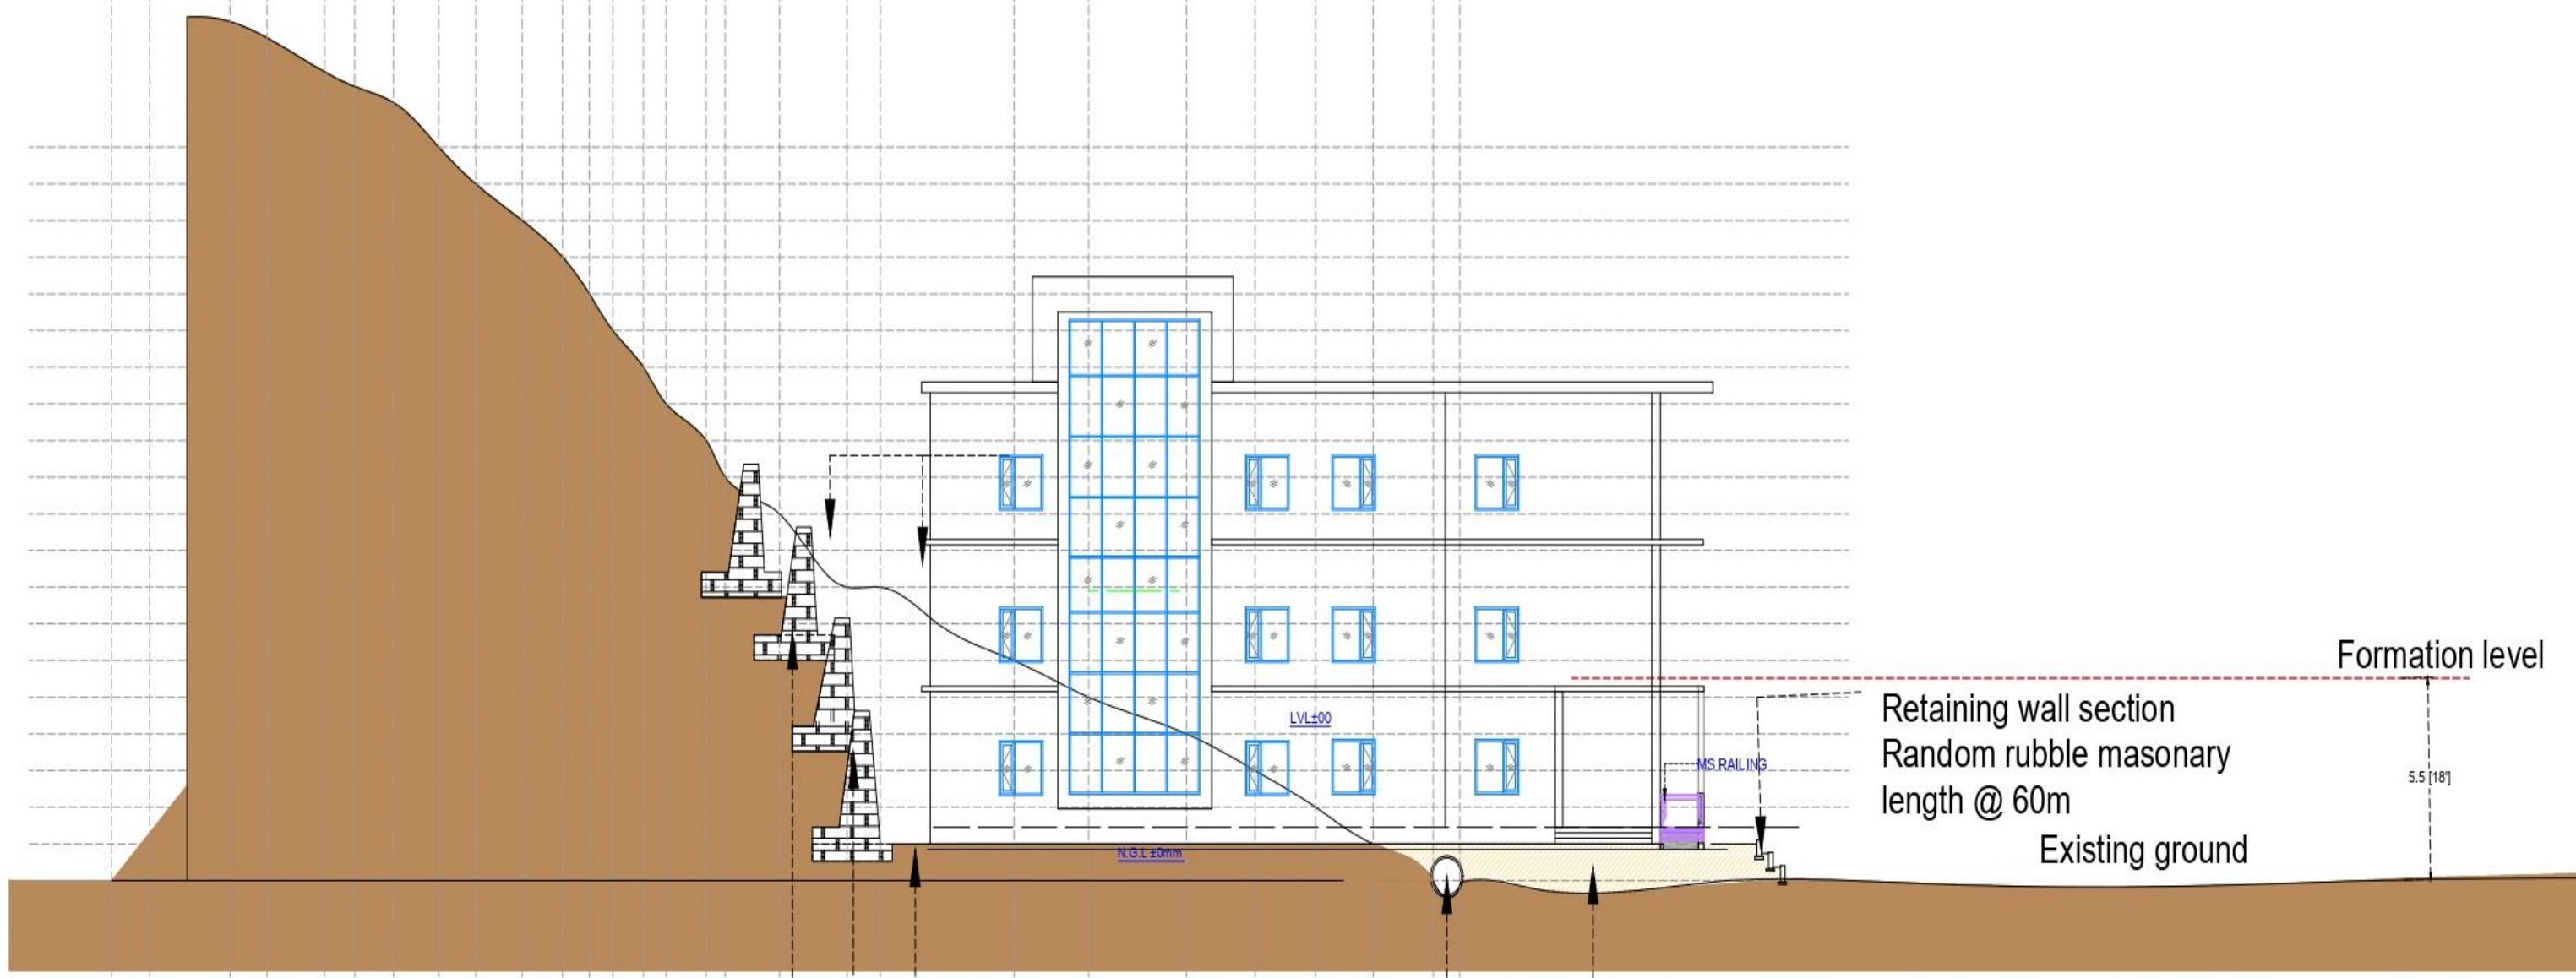 Formation level
Retaining wall section
Random rubble masonary
length @ 60m
LVL±00
MS RAILING
5.5 [18']
Existing ground
N.G.L ±0mm